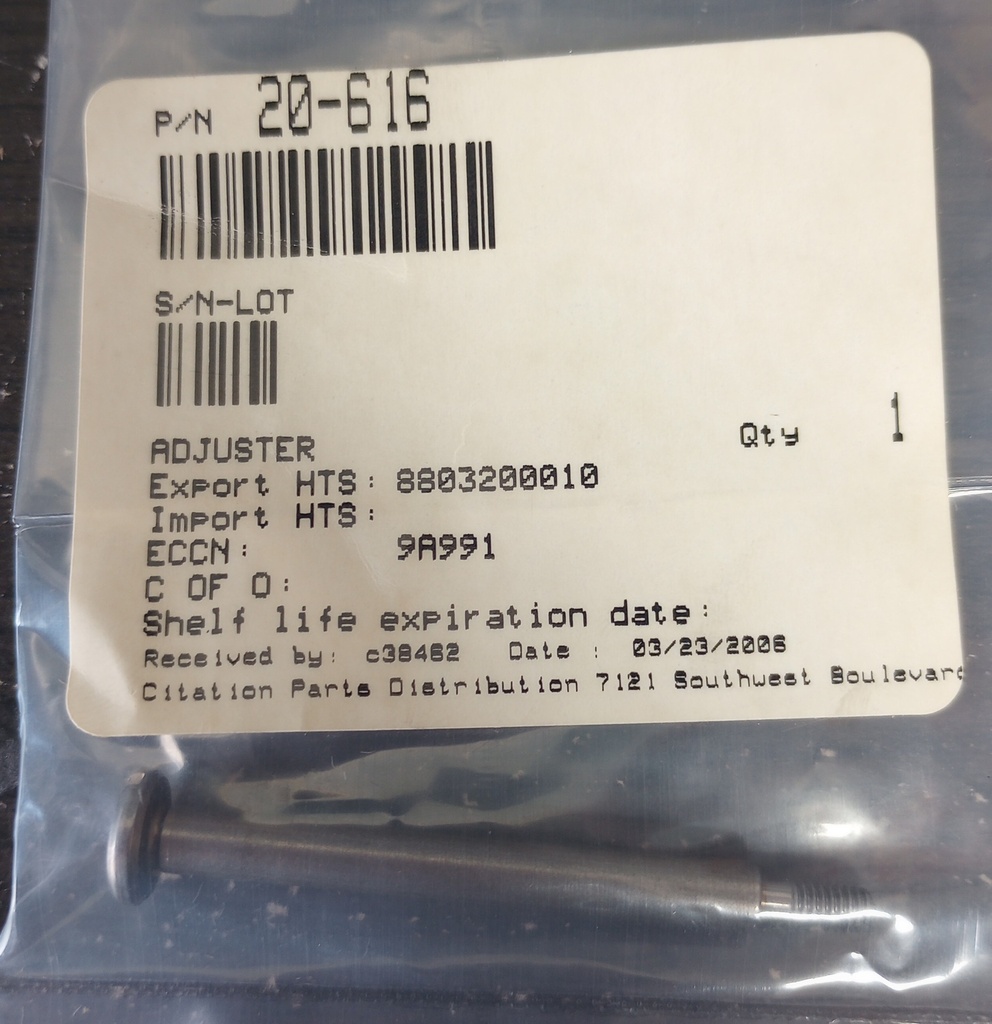 P/N 20-616
S/N-LOT
ADJUSTER Qty 1
Export HTS: 8803200010
Import HTS:
ECCN: 9A991
C OF O:
Shelf life expiration date:
Received by: c38462 Date : 03/23/2006
Citation Parts Distribution 7121 Southwest Boulevard